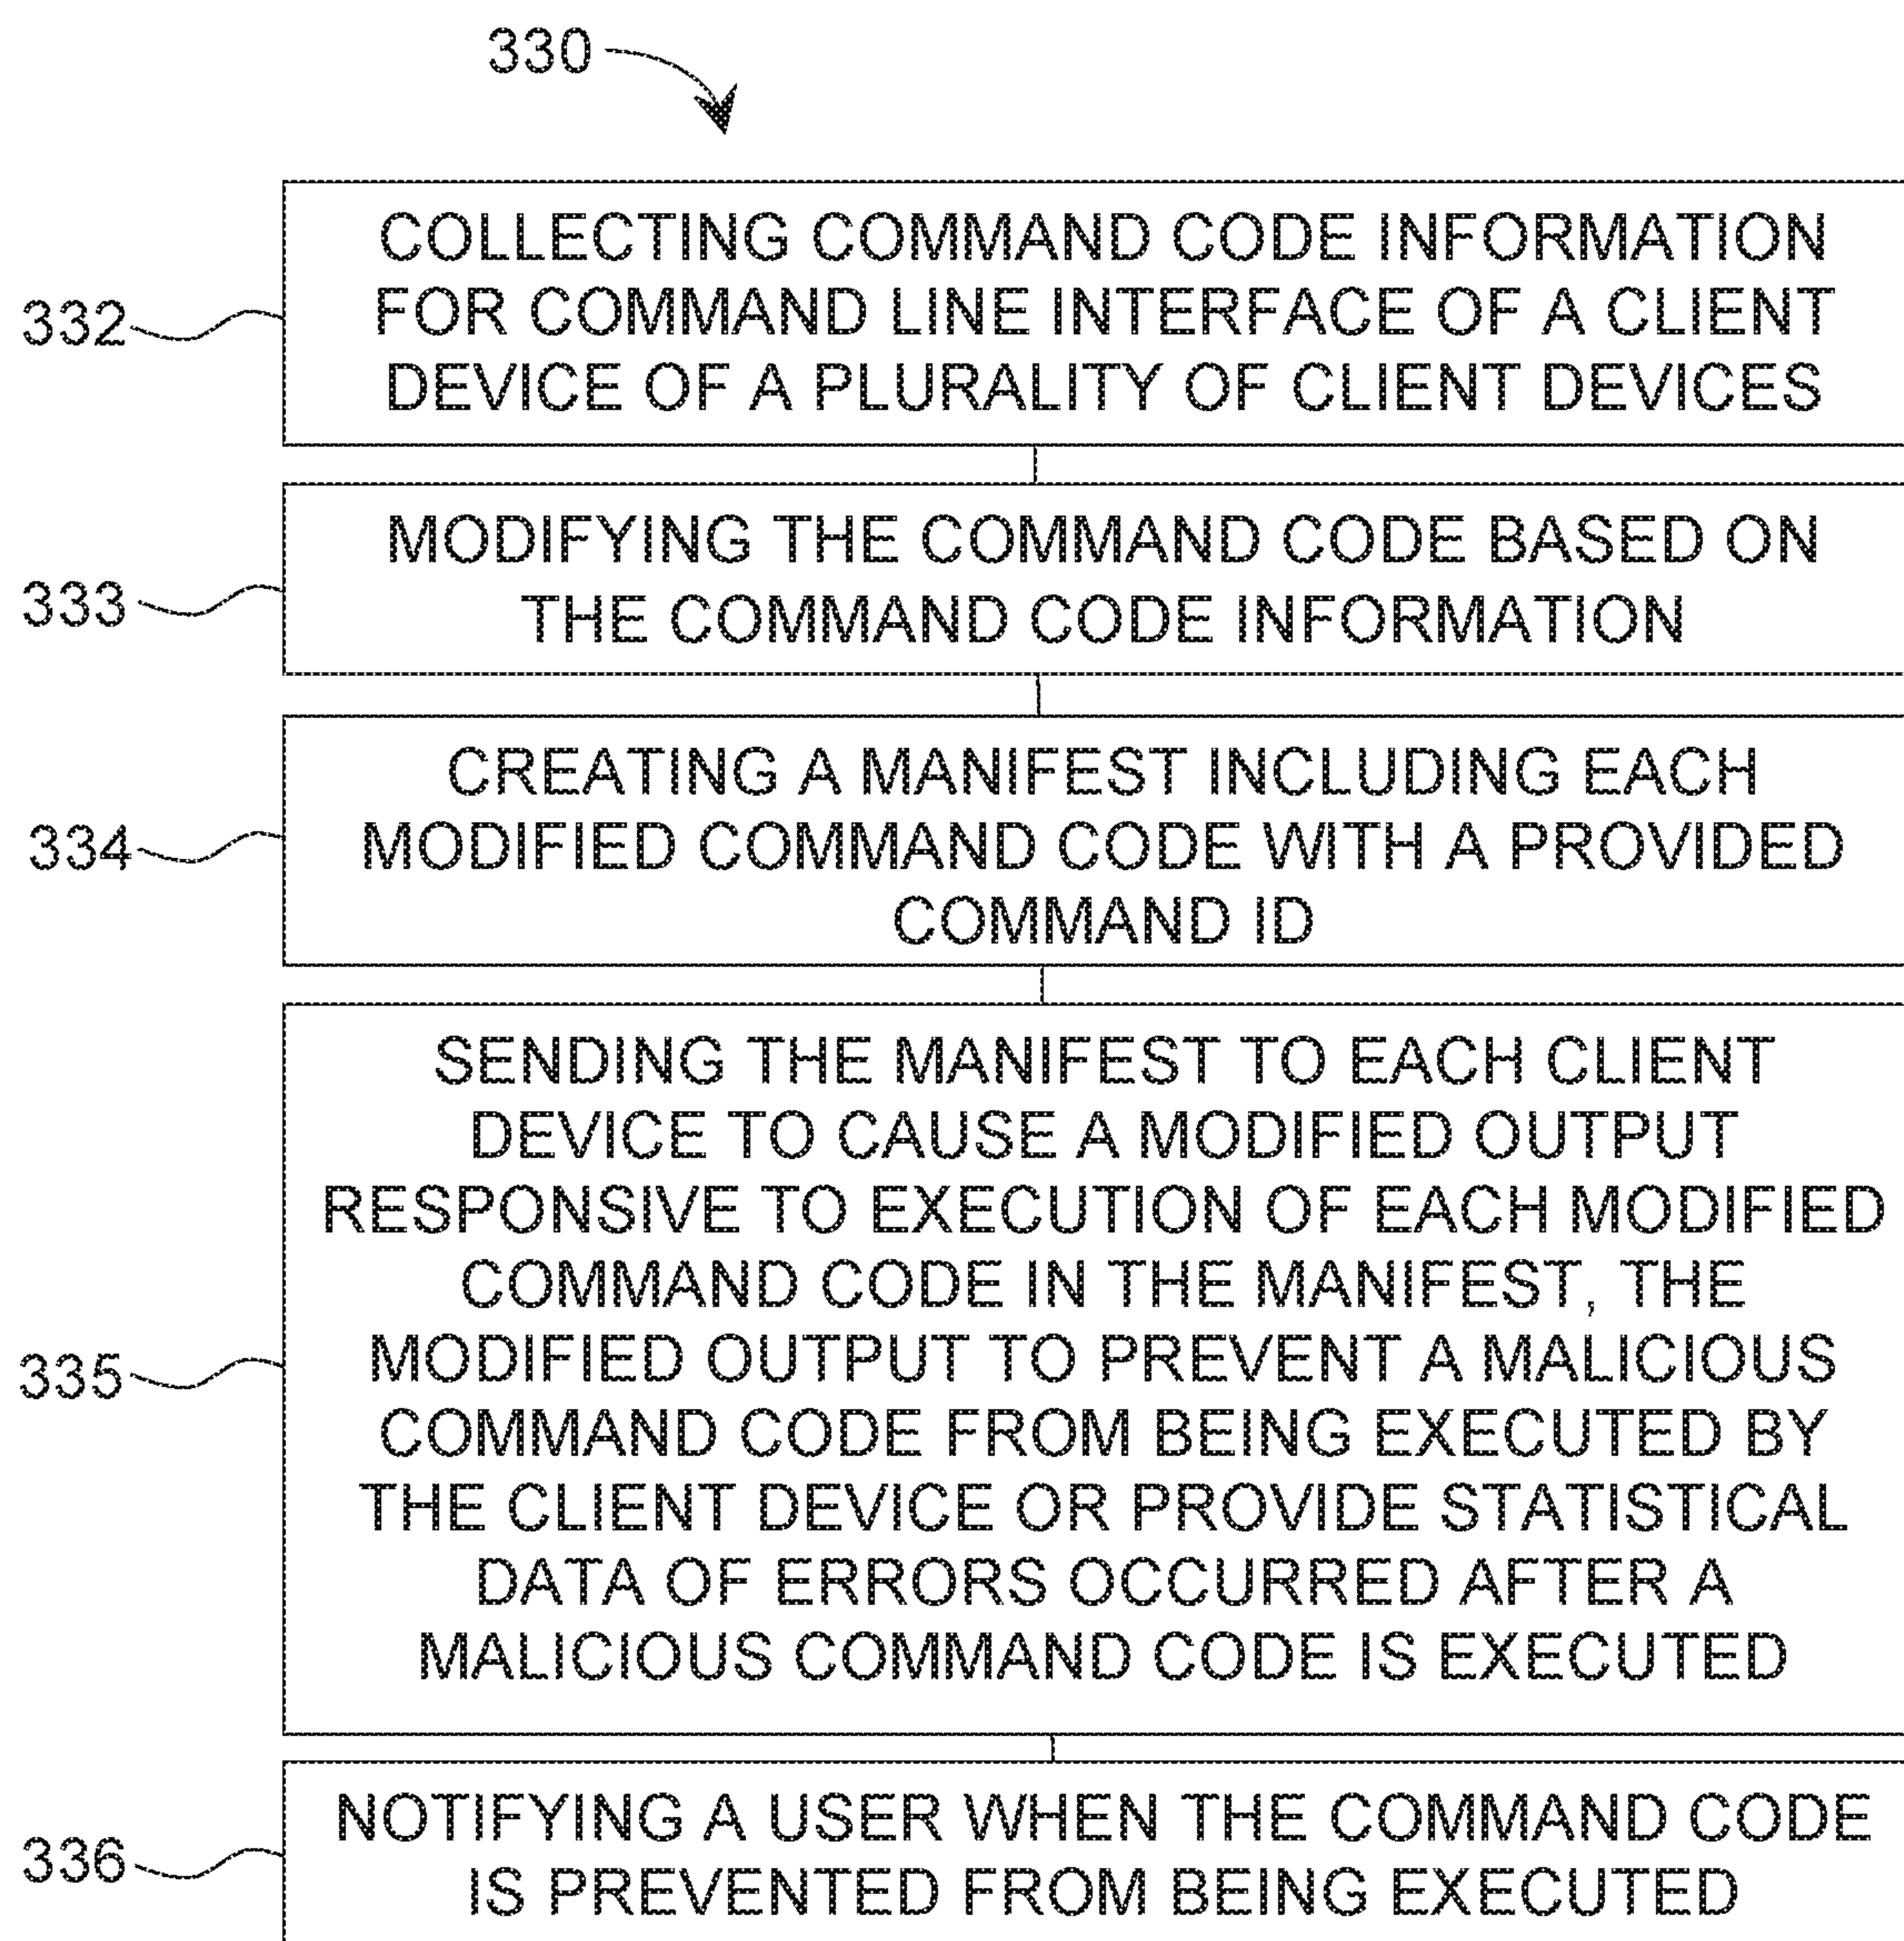 330
332
COLLECTING COMMAND CODE INFORMATION
FOR COMMAND LINE INTERFACE OF A CLIENT
DEVICE OF A PLURALITY OF CLIENT DEVICES
333
MODIFYING THE COMMAND CODE BASED ON
THE COMMAND CODE INFORMATION
334
CREATING A MANIFEST INCLUDING EACH
MODIFIED COMMAND CODE WITH A PROVIDED
COMMAND ID
335
SENDING THE MANIFEST TO EACH CLIENT
DEVICE TO CAUSE A MODIFIED OUTPUT
RESPONSIVE TO EXECUTION OF EACH MODIFIED
COMMAND CODE IN THE MANIFEST, THE
MODIFIED OUTPUT TO PREVENT A MALICIOUS
COMMAND CODE FROM BEING EXECUTED BY
THE CLIENT DEVICE OR PROVIDE STATISTICAL
DATA OF ERRORS OCCURRED AFTER A
MALICIOUS COMMAND CODE IS EXECUTED
336
NOTIFYING A USER WHEN THE COMMAND CODE
IS PREVENTED FROM BEING EXECUTED